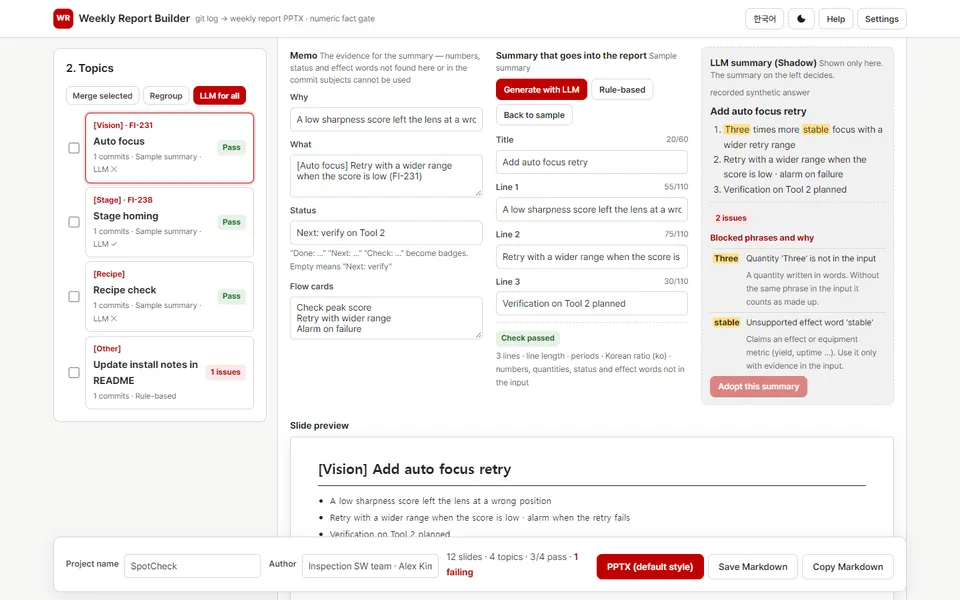 WR Weekly Report Builder git log → weekly report PPTX · numeric fact gate
한국어 Help Settings
2. Topics
Merge selected Regroup LLM for all
[Vision] · FI-231
Auto focus
Pass
1 commits · Sample summary ·
LLM ✕
[Stage] · FI-238
Stage homing
Pass
1 commits · Sample summary ·
LLM ✓
[Recipe]
Recipe check
Pass
1 commits · Sample summary ·
LLM ✕
[Other]
Update install notes in
README
1 issues
1 commits · Rule-based
Memo The evidence for the summary — numbers,
status and effect words not found here or in the
commit subjects cannot be used
Why
A low sharpness score left the lens at a wrc
What
[Auto focus] Retry with a wider range
when the score is low (FI-231)
Status
Next: verify on Tool 2
"Done: ..." "Next: ..." "Check: ..." become badges.
Empty means "Next: verify"
Flow cards
Check peak score
Retry with wider range
Alarm on failure
Summary that goes into the report Sample
summary
Generate with LLM Rule-based
Back to sample
Title 20/60
Add auto focus retry
Line 1 55/110
A low sharpness score left the lens at a wrc
Line 2 75/110
Retry with a wider range when the score is
Line 3 30/110
Verification on Tool 2 planned
Check passed
3 lines · line length · periods · Korean ratio (ko) ·
numbers, quantities, status and effect words not in
the input
LLM summary (Shadow) Shown only here.
The summary on the left decides.
recorded synthetic answer
Add auto focus retry
1. Three times more stable focus with a
wider retry range
2. Retry with a wider range when the
score is low · alarm on failure
3. Verification on Tool 2 planned
2 issues
Blocked phrases and why
Three Quantity 'Three' is not in the input
A quantity written in words. Without
the same phrase in the input it
counts as made up.
stable Unsupported effect word 'stable'
Claims an effect or equipment
metric (yield, uptime ...). Use it only
with evidence in the input.
Adopt this summary
Slide preview
[Vision] Add auto focus retry
• A low sharpness score left the lens at a wrong position
• Retry with a wider range when the score is low · alarm when the retry fails
• Verification on Tool 2 planned
Project name SpotCheck Author Inspection SW team · Alex Kin
12 slides · 4 topics · 3/4 pass · 1
failing
PPTX (default style) Save Markdown Copy Markdown